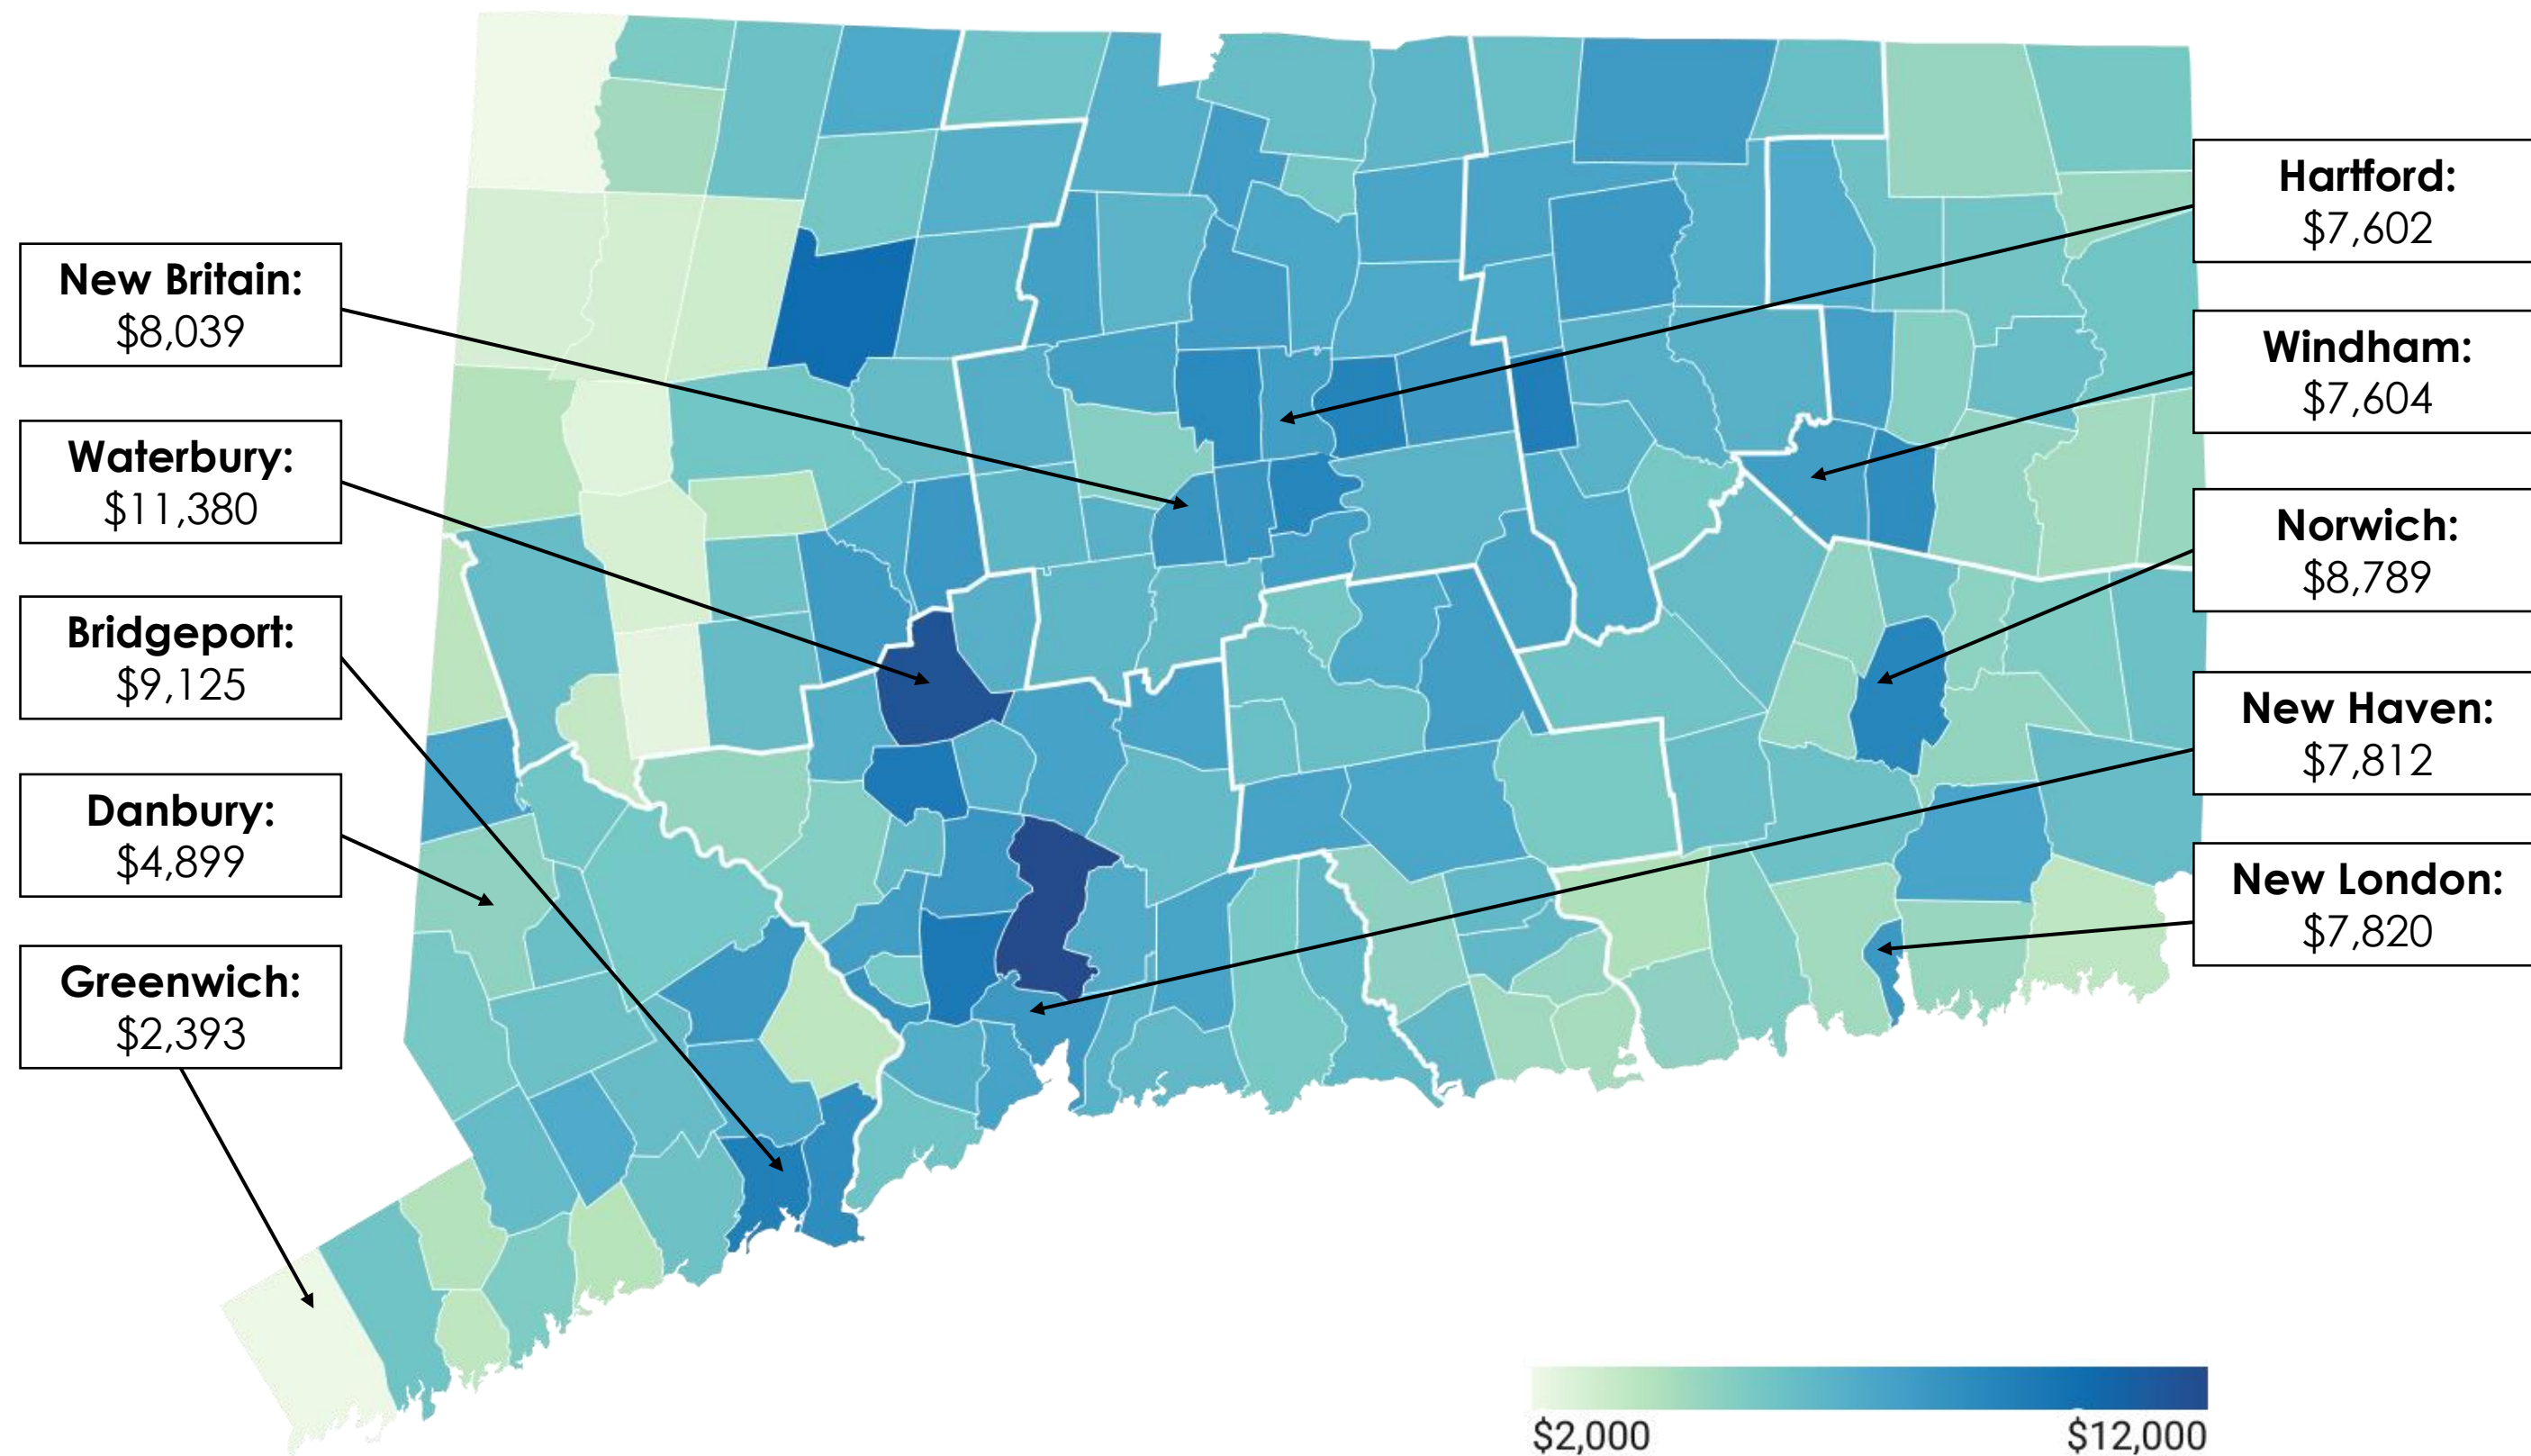 New Britain:
$8,039
Waterbury:
$11,380
Bridgeport:
$9,125
Danbury:
$4,899
Greenwich:
$2,393
Hartford:
$7,602
Windham:
$7,604
Norwich:
$8,789
New Haven:
$7,812
New London:
$7,820
$2,000
$12,000